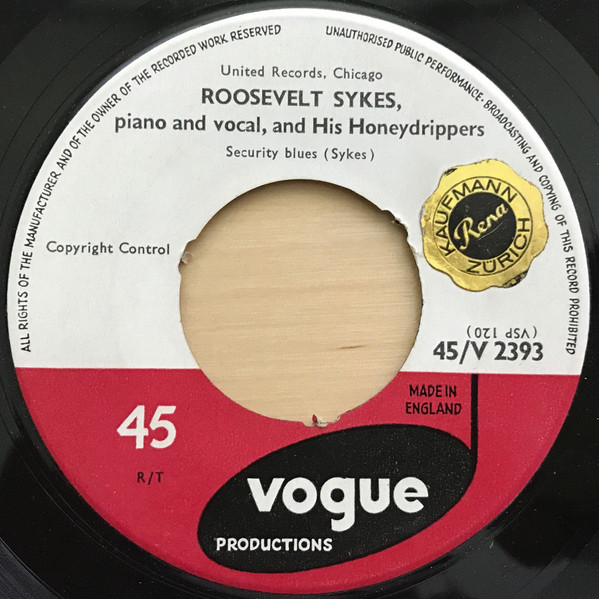 ALL RIGHTS OF THE MANUFACTURER AND OF THE OWNER OF THE RECORDED WORK RESERVED
UNAUTHORISED PUBLIC PERFORMANCE · BROADCASTING AND COPYING OF THIS RECORD PROHIBITED
United Records, Chicago
ROOSEVELT SYKES,
piano and vocal, and His Honeydrippers
Security blues (Sykes)
KAUFMANN
Rena
ZÜRICH
Copyright Control
(VSP 120)
45/V 2393
MADE IN
ENGLAND
45
R/T
vogue
PRODUCTIONS